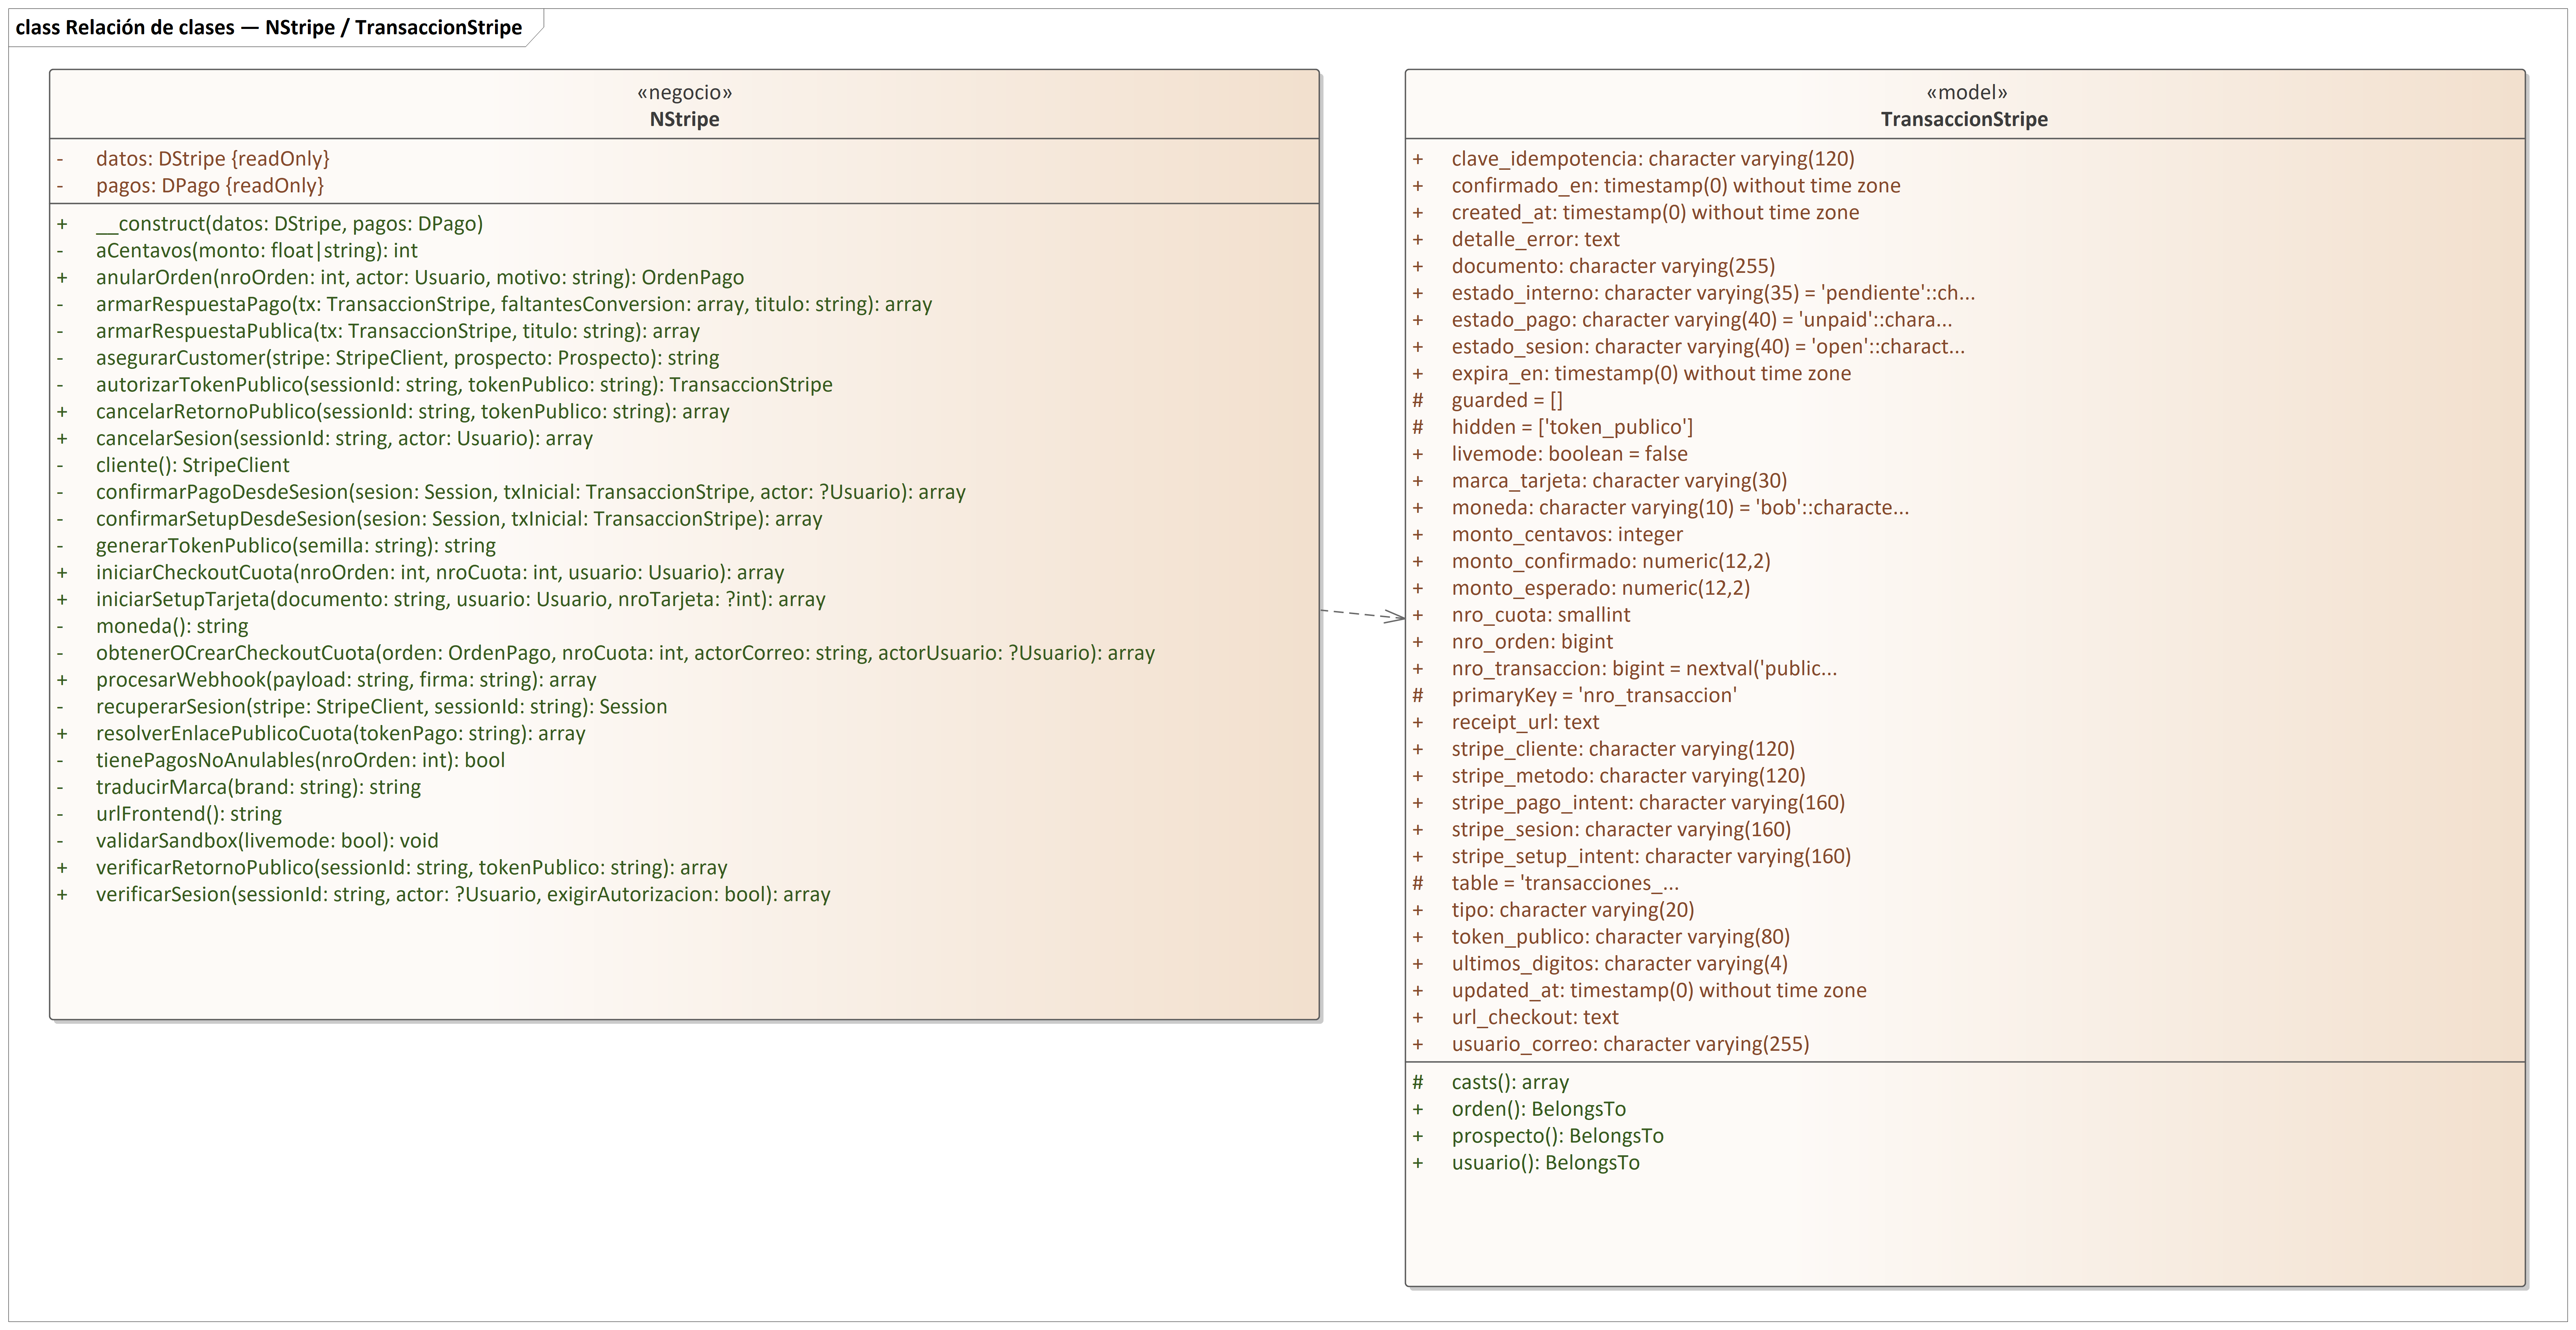 class Relación de clases — NStripe / TransaccionStripe
«negocio»
NStripe
- datos: DStripe {readOnly}
- pagos: DPago {readOnly}
+ __construct(datos: DStripe, pagos: DPago)
- aCentavos(monto: float|string): int
+ anularOrden(nroOrden: int, actor: Usuario, motivo: string): OrdenPago
- armarRespuestaPago(tx: TransaccionStripe, faltantesConversion: array, titulo: string): array
- armarRespuestaPublica(tx: TransaccionStripe, titulo: string): array
- asegurarCustomer(stripe: StripeClient, prospecto: Prospecto): string
- autorizarTokenPublico(sessionId: string, tokenPublico: string): TransaccionStripe
+ cancelarRetornoPublico(sessionId: string, tokenPublico: string): array
+ cancelarSesion(sessionId: string, actor: Usuario): array
- cliente(): StripeClient
- confirmarPagoDesdeSesion(sesion: Session, txInicial: TransaccionStripe, actor: ?Usuario): array
- confirmarSetupDesdeSesion(sesion: Session, txInicial: TransaccionStripe): array
- generarTokenPublico(semilla: string): string
+ iniciarCheckoutCuota(nroOrden: int, nroCuota: int, usuario: Usuario): array
+ iniciarSetupTarjeta(documento: string, usuario: Usuario, nroTarjeta: ?int): array
- moneda(): string
- obtenerOCrearCheckoutCuota(orden: OrdenPago, nroCuota: int, actorCorreo: string, actorUsuario: ?Usuario): array
+ procesarWebhook(payload: string, firma: string): array
- recuperarSesion(stripe: StripeClient, sessionId: string): Session
+ resolverEnlacePublicoCuota(tokenPago: string): array
- tienePagosNoAnulables(nroOrden: int): bool
- traducirMarca(brand: string): string
- urlFrontend(): string
- validarSandbox(livemode: bool): void
+ verificarRetornoPublico(sessionId: string, tokenPublico: string): array
+ verificarSesion(sessionId: string, actor: ?Usuario, exigirAutorizacion: bool): array
«model»
TransaccionStripe
+ clave_idempotencia: character varying(120)
+ confirmado_en: timestamp(0) without time zone
+ created_at: timestamp(0) without time zone
+ detalle_error: text
+ documento: character varying(255)
+ estado_interno: character varying(35) = 'pendiente'::ch...
+ estado_pago: character varying(40) = 'unpaid'::chara...
+ estado_sesion: character varying(40) = 'open'::charact...
+ expira_en: timestamp(0) without time zone
# guarded = []
# hidden = ['token_publico']
+ livemode: boolean = false
+ marca_tarjeta: character varying(30)
+ moneda: character varying(10) = 'bob'::characte...
+ monto_centavos: integer
+ monto_confirmado: numeric(12,2)
+ monto_esperado: numeric(12,2)
+ nro_cuota: smallint
+ nro_orden: bigint
+ nro_transaccion: bigint = nextval('public...
# primaryKey = 'nro_transaccion'
+ receipt_url: text
+ stripe_cliente: character varying(120)
+ stripe_metodo: character varying(120)
+ stripe_pago_intent: character varying(160)
+ stripe_sesion: character varying(160)
+ stripe_setup_intent: character varying(160)
# table = 'transacciones_...
+ tipo: character varying(20)
+ token_publico: character varying(80)
+ ultimos_digitos: character varying(4)
+ updated_at: timestamp(0) without time zone
+ url_checkout: text
+ usuario_correo: character varying(255)
# casts(): array
+ orden(): BelongsTo
+ prospecto(): BelongsTo
+ usuario(): BelongsTo